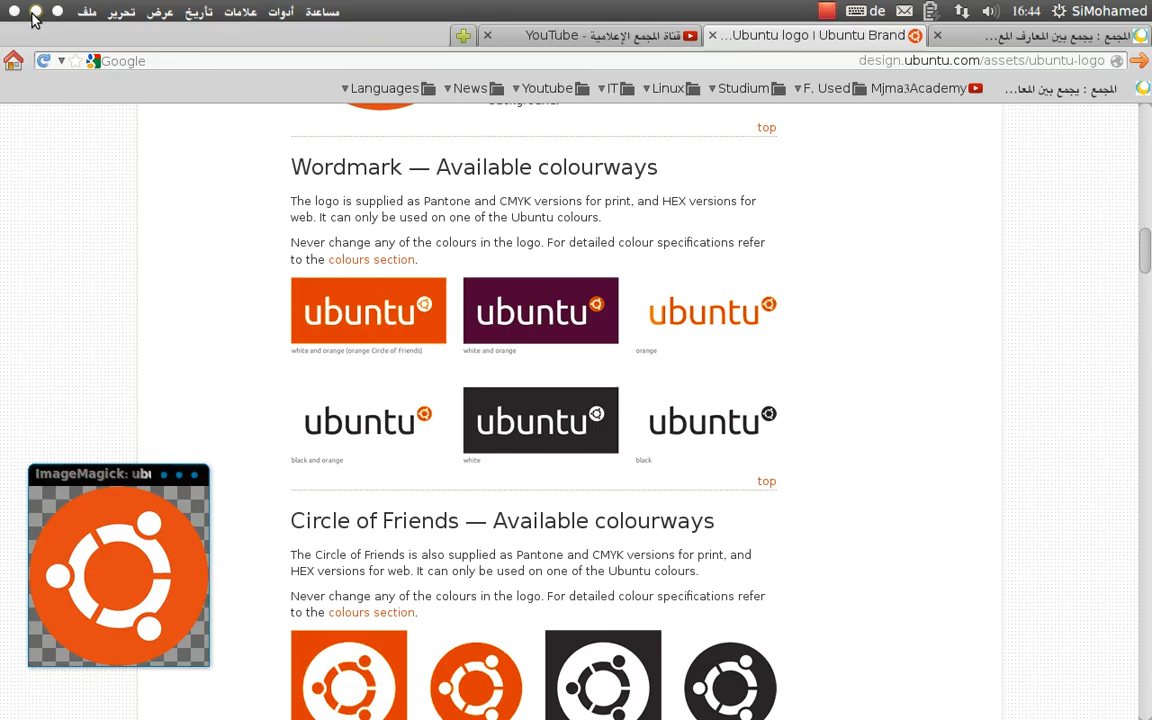 ملف تحرير عرض تأريخ علامات أدوات مساعدة
de 16:44 SiMohamed
قناة المجمع الإعلامية - YouTube
Ubuntu logo | Ubuntu Brand...
المجمع : يجمع بين المعارف المع...
Google
design.ubuntu.com/assets/ubuntu-logo
Languages News Youtube IT Linux Studium F. Used Mjma3Academy المجمع : يجمع بين المعا...
top
Wordmark — Available colourways
The logo is supplied as Pantone and CMYK versions for print, and HEX versions for
web. It can only be used on one of the Ubuntu colours.
Never change any of the colours in the logo. For detailed colour specifications refer
to the colours section.
ubuntu ubuntu ubuntu
white and orange (orange Circle of Friends) white and orange orange
ubuntu ubuntu ubuntu
black and orange white black
top
ImageMagick: ubu
Circle of Friends — Available colourways
The Circle of Friends is also supplied as Pantone and CMYK versions for print, and
HEX versions for web. It can only be used on one of the Ubuntu colours.
Never change any of the colours in the logo. For detailed colour specifications refer
to the colours section.